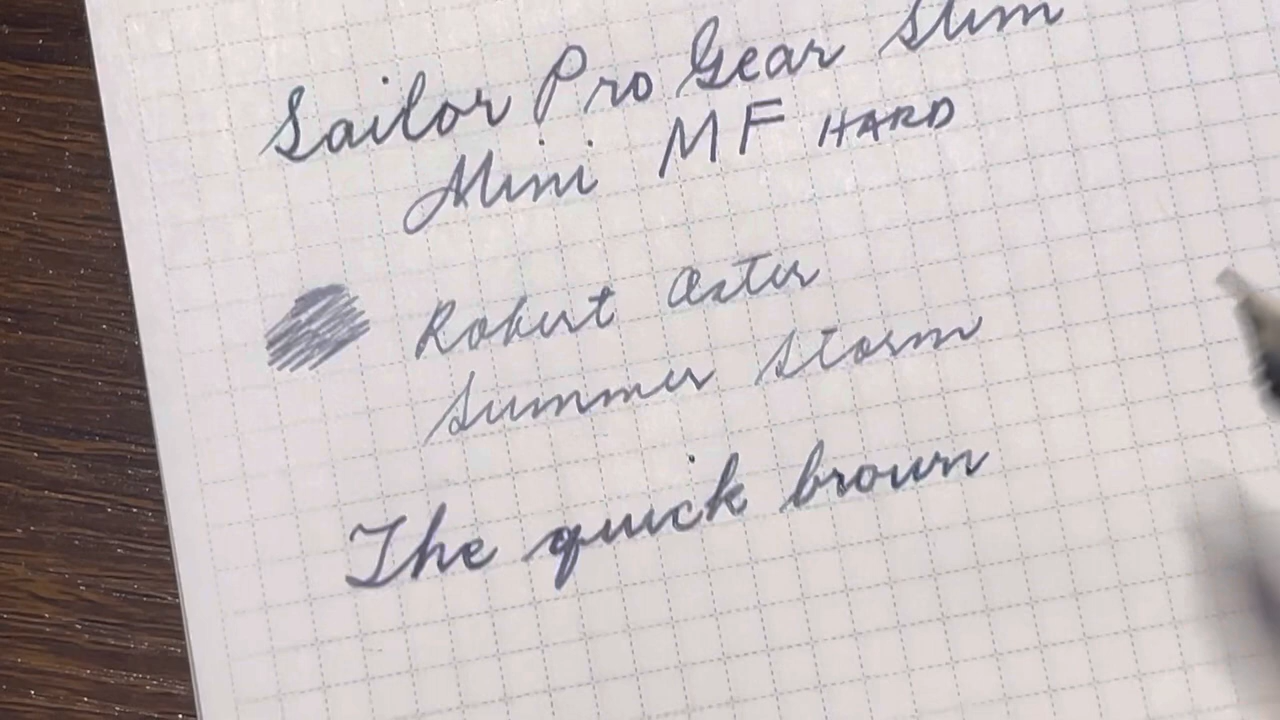 Sailor Pro Gear Slim
Mini MF HARD
Robert Oster
Summer Storm
The quick brown